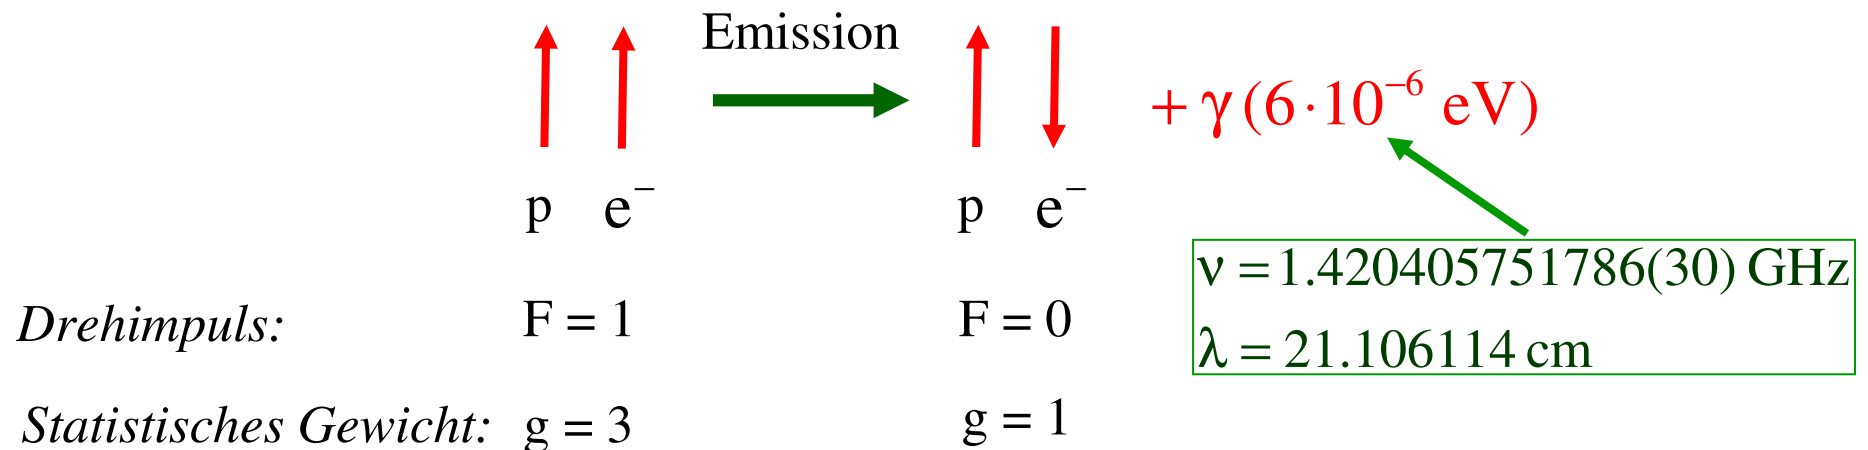 Emission
+ γ (6·10⁻⁶ eV)
p e⁻ p e⁻
ν = 1.420405751786(30) GHz
λ = 21.106114 cm
Drehimpuls: F = 1 F = 0
Statistisches Gewicht: g = 3 g = 1